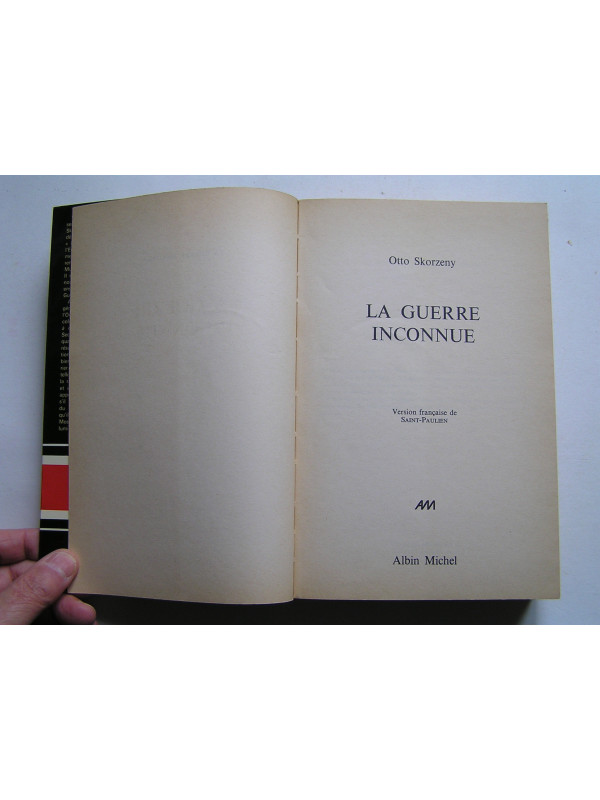 Otto Skorzeny
LA GUERRE
INCONNUE
Version française de
SAINT-PAULIEN
AM
Albin Michel